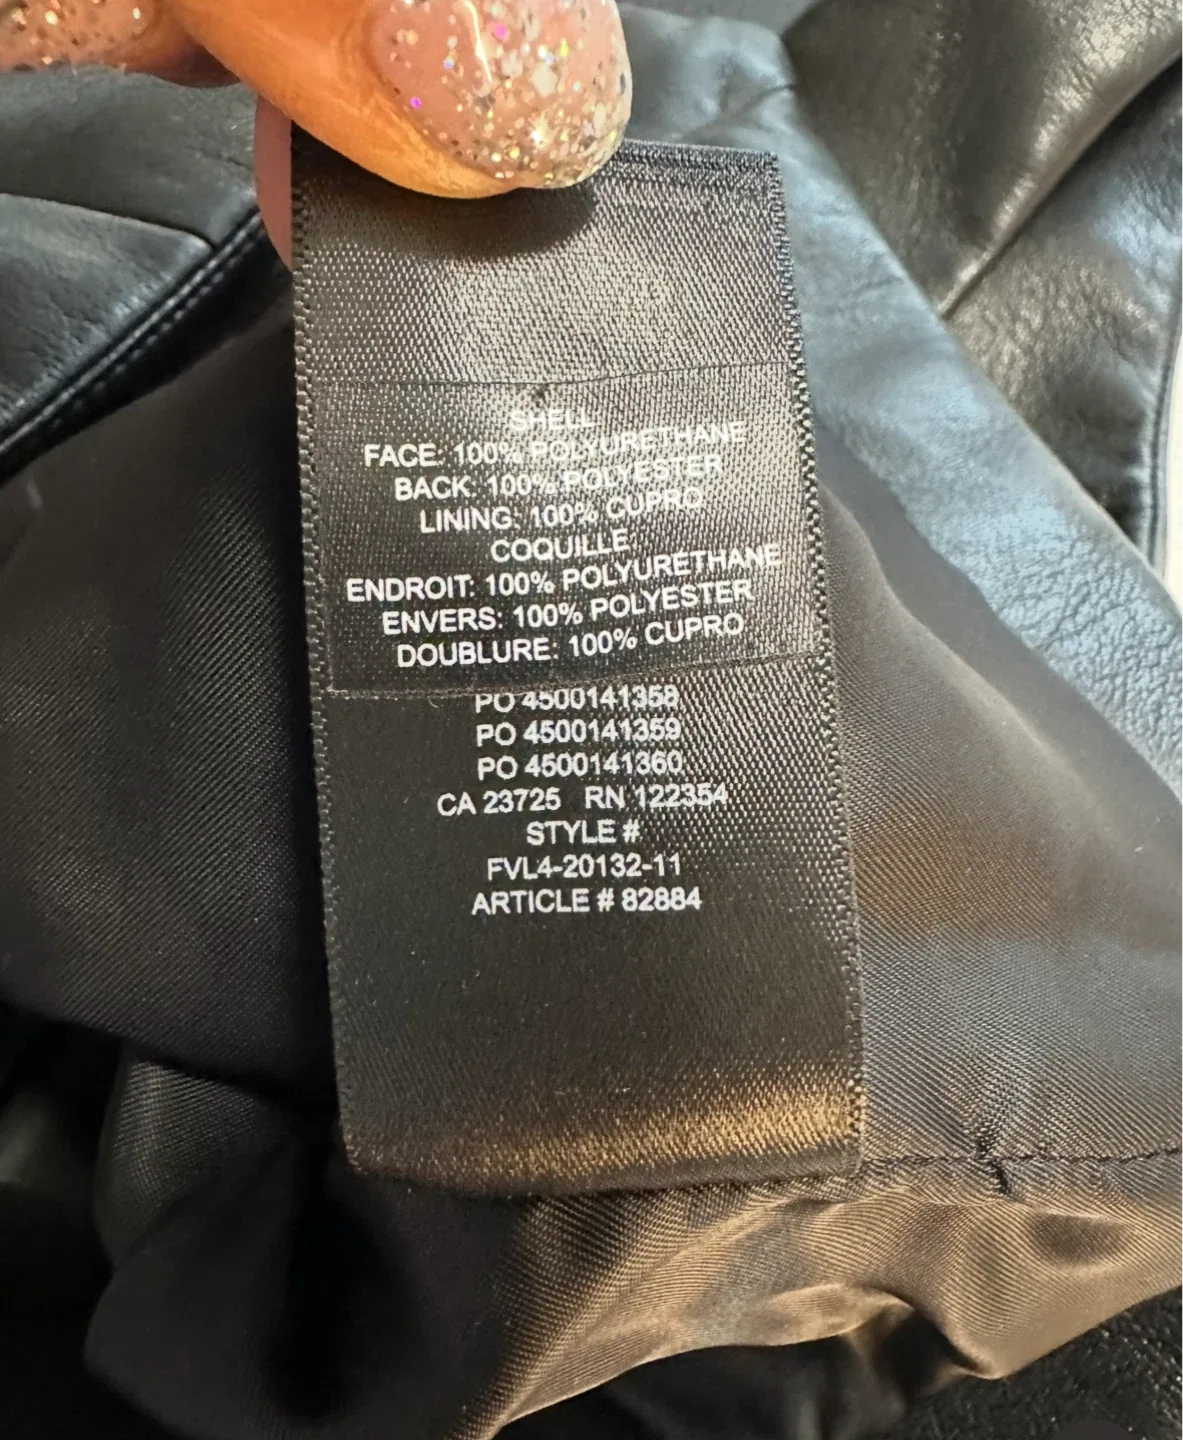 SHELL
FACE: 100% POLYURETHANE
BACK: 100% POLYESTER
LINING: 100% CUPRO
COQUILLE
ENDROIT: 100% POLYURETHANE
ENVERS: 100% POLYESTER
DOUBLURE: 100% CUPRO
PO 4500141358
PO 4500141359
PO 4500141360
CA 23725 RN 122354
STYLE #
FVL4-20132-11
ARTICLE # 82884